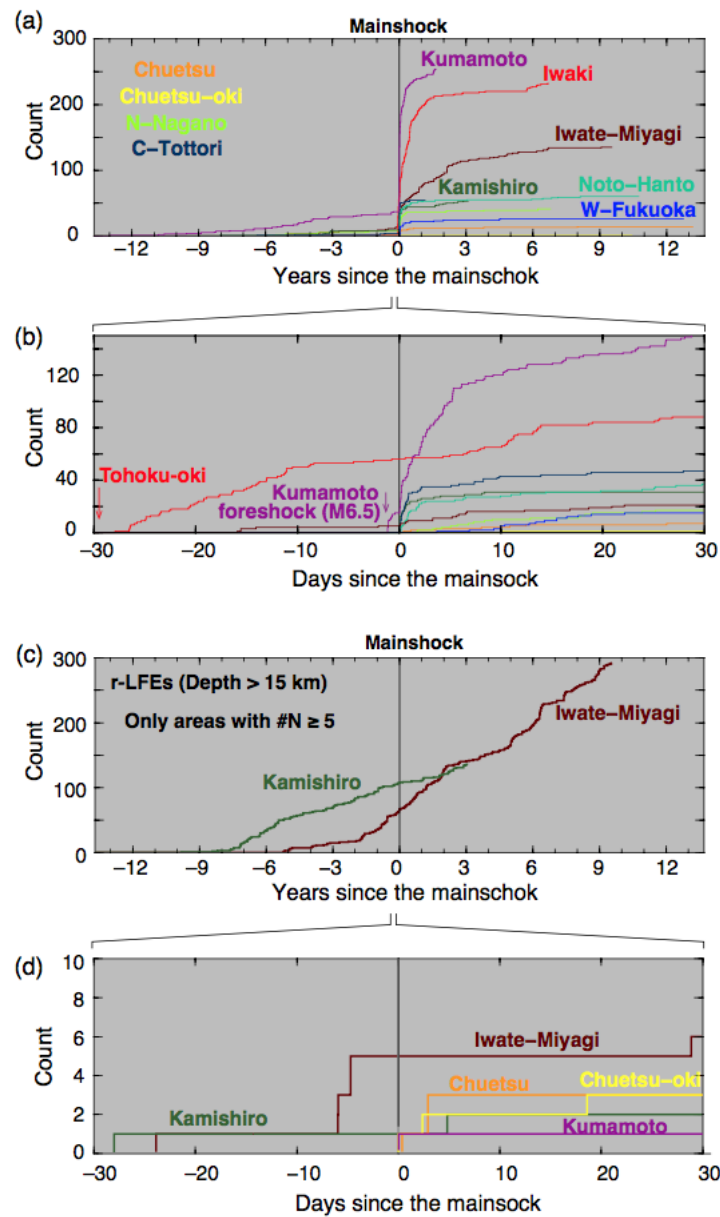 (a)
Mainshock
300
200
100
0
Count
Chuetsu
Chuetsu-oki
N-Nagano
C-Tottori
Kumamoto
Iwaki
Iwate-Miyagi
Kamishiro
Noto-Hanto
W-Fukuoka
-12 -9 -6 -3 0 3 6 9 12
Years since the mainschok
(b)
120
80
40
0
Count
Tohoku-oki
Kumamoto
foreshock (M6.5)
-30 -20 -10 0 10 20 30
Days since the mainsock
(c)
Mainshock
300
200
100
0
Count
r-LFEs (Depth > 15 km)
Only areas with #N ≥ 5
Iwate-Miyagi
Kamishiro
-12 -9 -6 -3 0 3 6 9 12
Years since the mainschok
(d)
10
8
6
4
2
0
Count
Iwate-Miyagi
Chuetsu
Chuetsu-oki
Kamishiro
Kumamoto
-30 -20 -10 0 10 20 30
Days since the mainsock